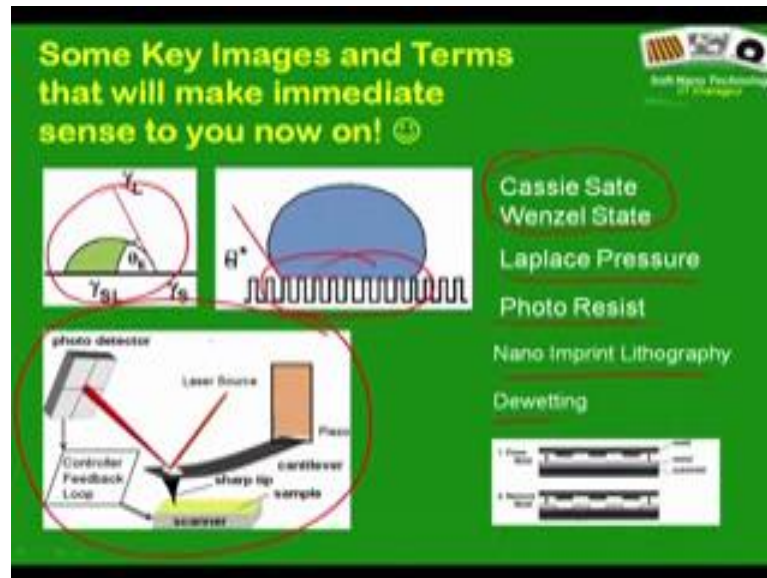 Some Key Images and Terms
that will make immediate
sense to you now on! ☺
Soft Nano Technology
IIT Kharagpur
γL
θE
γSL
γS
θ*
Cassie Sate
Wenzel State
Laplace Pressure
Photo Resist
Nano Imprint Lithography
Dewetting
photo detector
Laser Source
Piezo
Controller
Feedback
Loop
cantilever
sharp tip
sample
scanner